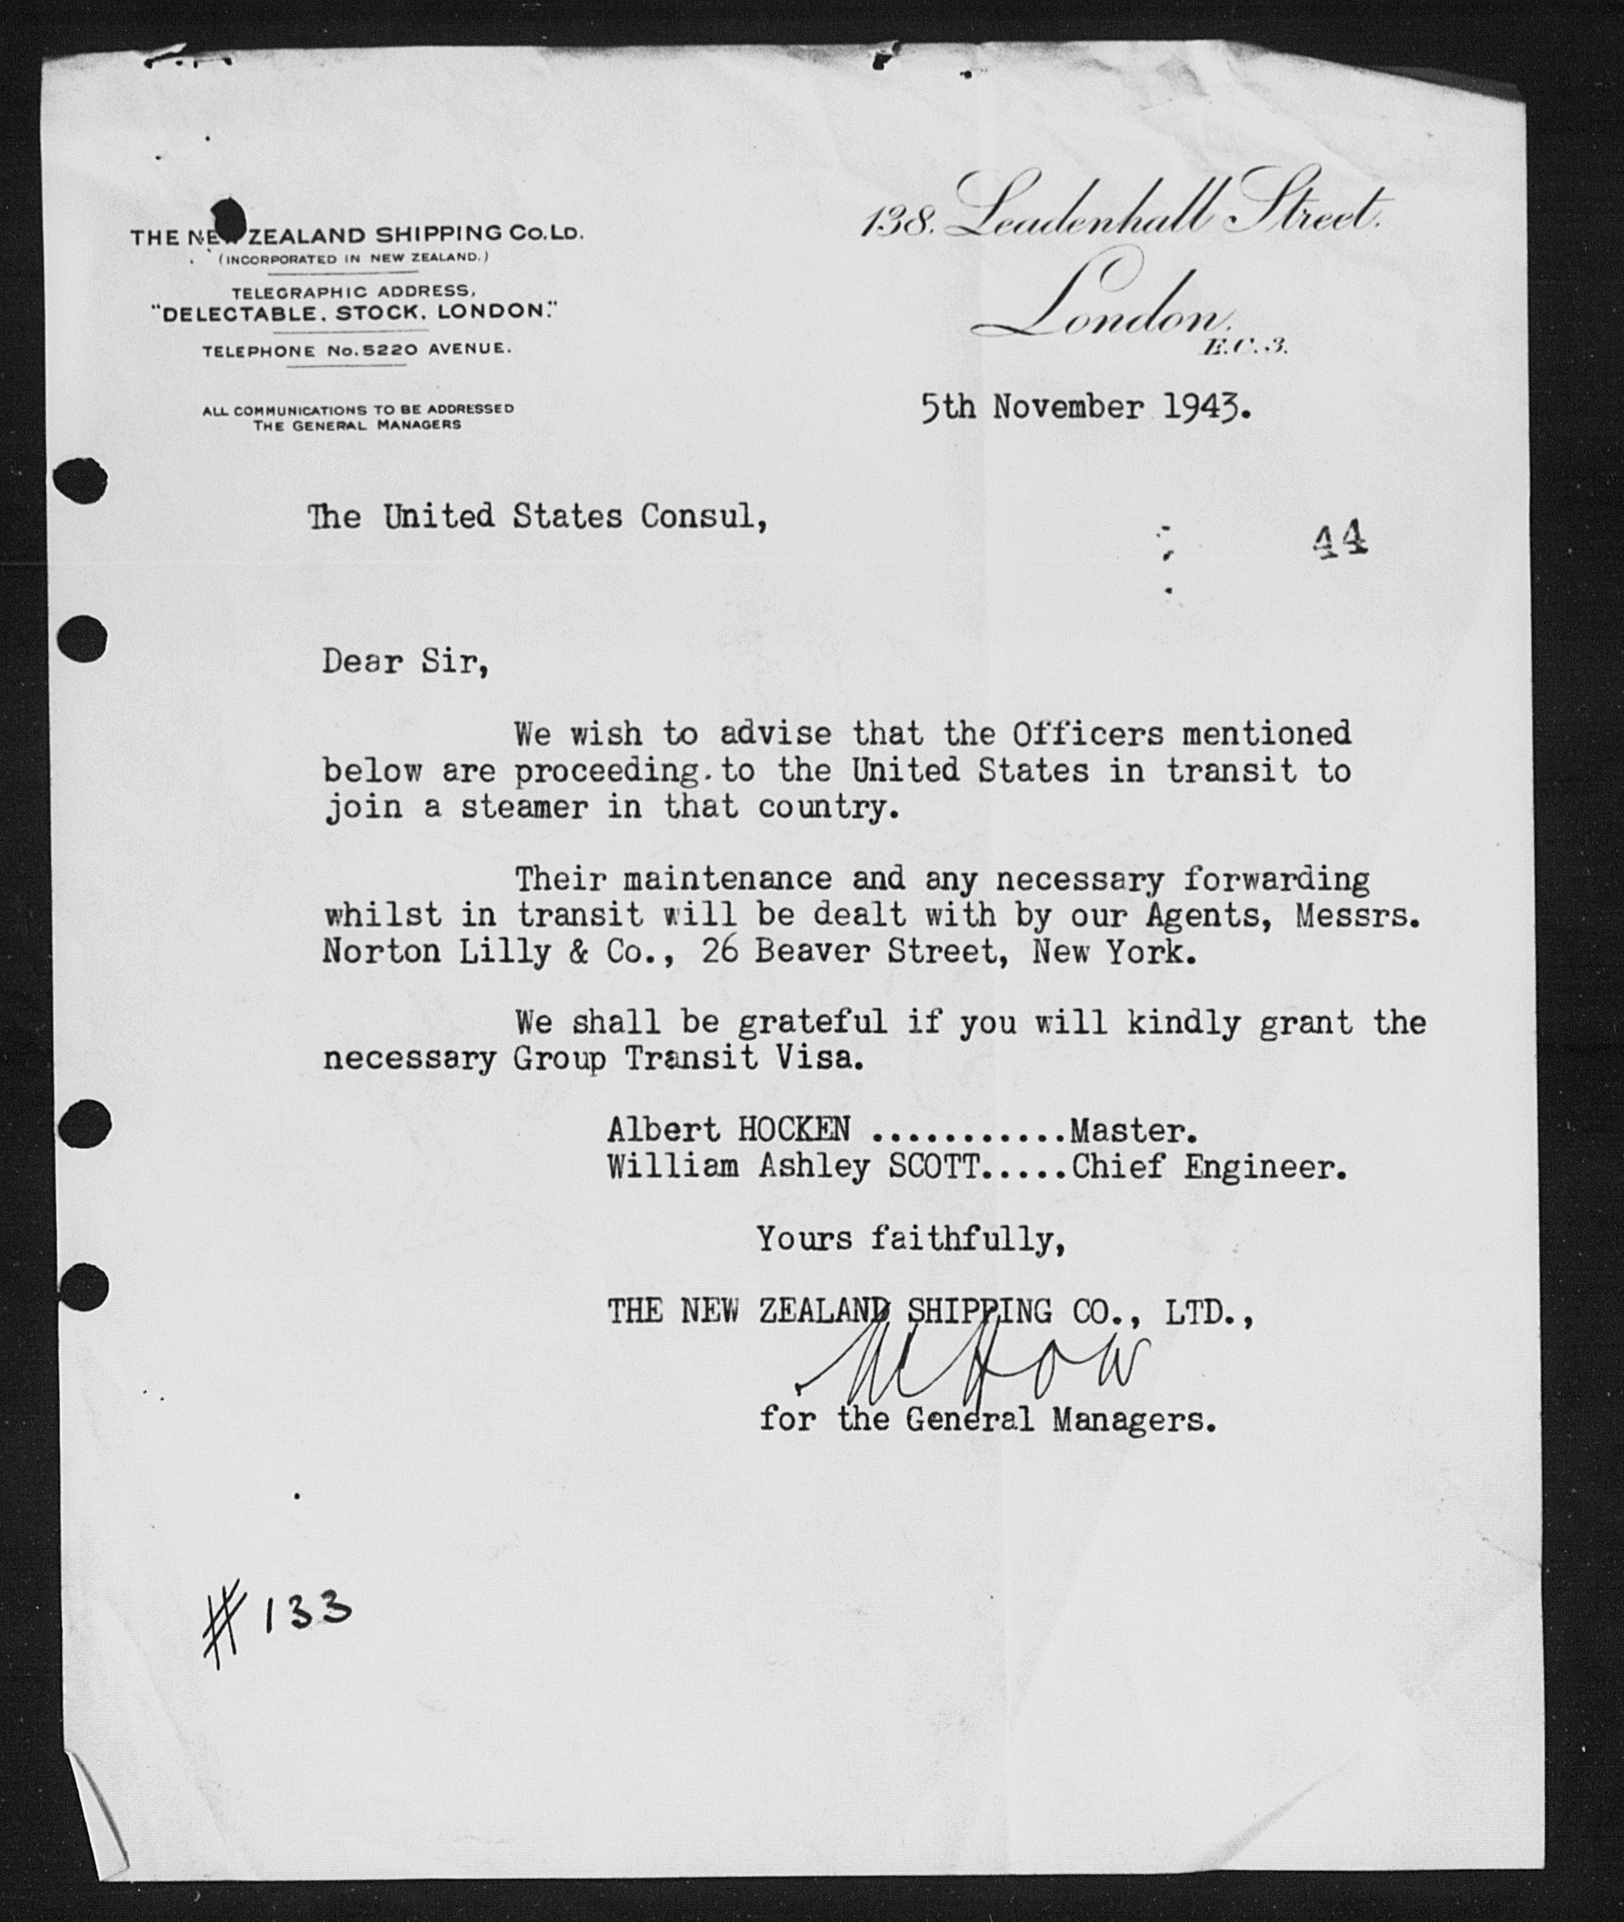 THE NEW ZEALAND SHIPPING Co. LD.
(INCORPORATED IN NEW ZEALAND.)
TELEGRAPHIC ADDRESS,
"DELECTABLE, STOCK, LONDON."
TELEPHONE No. 5220 AVENUE.
ALL COMMUNICATIONS TO BE ADDRESSED
THE GENERAL MANAGERS
138. Leadenhall Street.
London.
E.C.3.
5th November 1943.
The United States Consul,
44
Dear Sir,
We wish to advise that the Officers mentioned
below are proceeding.to the United States in transit to
join a steamer in that country.
Their maintenance and any necessary forwarding
whilst in transit will be dealt with by our Agents, Messrs.
Norton Lilly & Co., 26 Beaver Street, New York.
We shall be grateful if you will kindly grant the
necessary Group Transit Visa.
Albert HOCKEN ...........Master.
William Ashley SCOTT.....Chief Engineer.
Yours faithfully,
THE NEW ZEALAND SHIPPING CO., LTD.,
for the General Managers.
#133